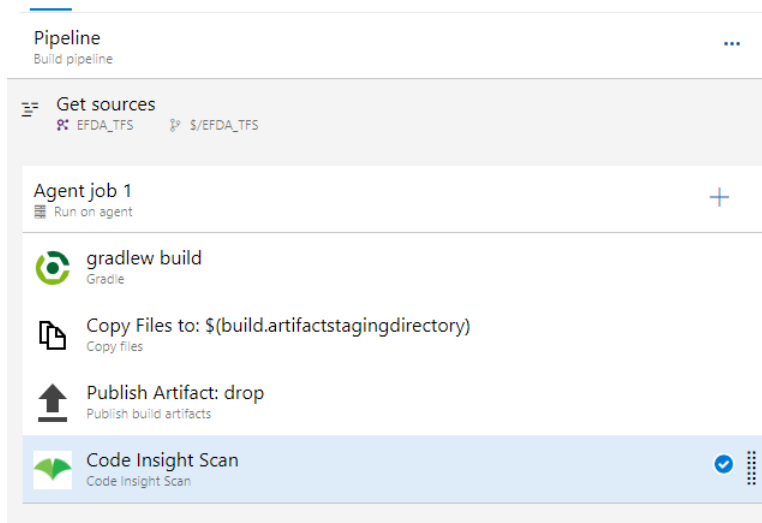 Pipeline
Build pipeline
Get sources
EFDA_TFS $/EFDA_TFS
Agent job 1
Run on agent
gradlew build
Gradle
Copy Files to: $(build.artifactstagingdirectory)
Copy files
Publish Artifact: drop
Publish build artifacts
Code Insight Scan
Code Insight Scan